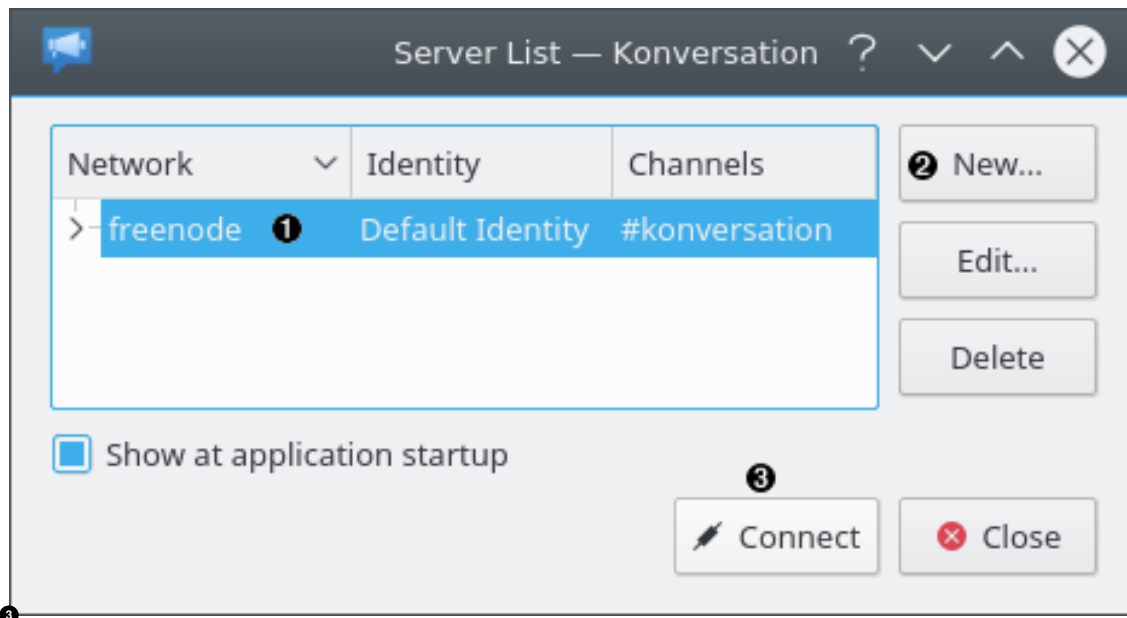 Server List — Konversation ?
Network Identity Channels
❷ New...
freenode ❶ Default Identity #konversation
Edit...
Delete
Show at application startup
❸
Connect
Close
❸